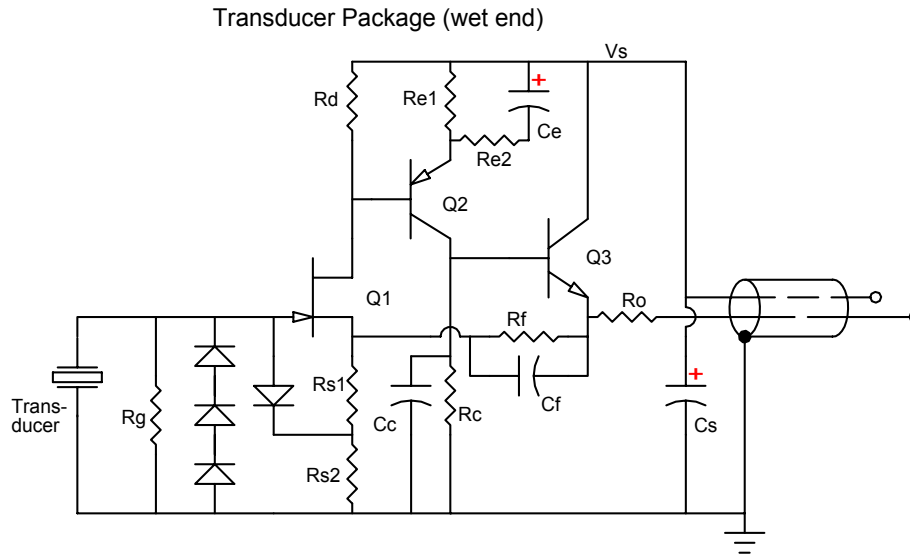 Transducer Package (wet end)
Vs
Rd
Re1
+
Ce
Re2
Q2
Q3
Q1
Ro
Rf
+
Trans-
ducer
Rg
Rs1
Cc
Rc
Cf
Cs
Rs2